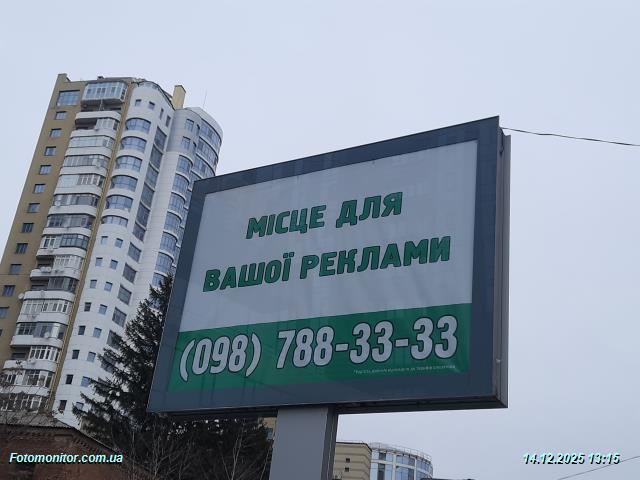 МІСЦЕ ДЛЯ
ВАШОЇ РЕКЛАМИ
(098) 788-33-33
Fotomonitor.com.ua
14.12.2025 13:15